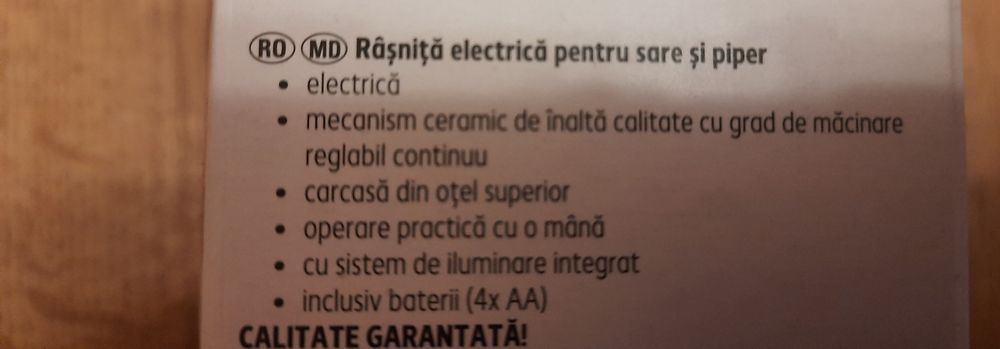 RO MD Râșniță electrică pentru sare și piper
• electrică
• mecanism ceramic de înaltă calitate cu grad de măcinare
reglabil continuu
• carcasă din oțel superior
• operare practică cu o mână
• cu sistem de iluminare integrat
• inclusiv baterii (4x AA)
CALITATE GARANTATĂ!